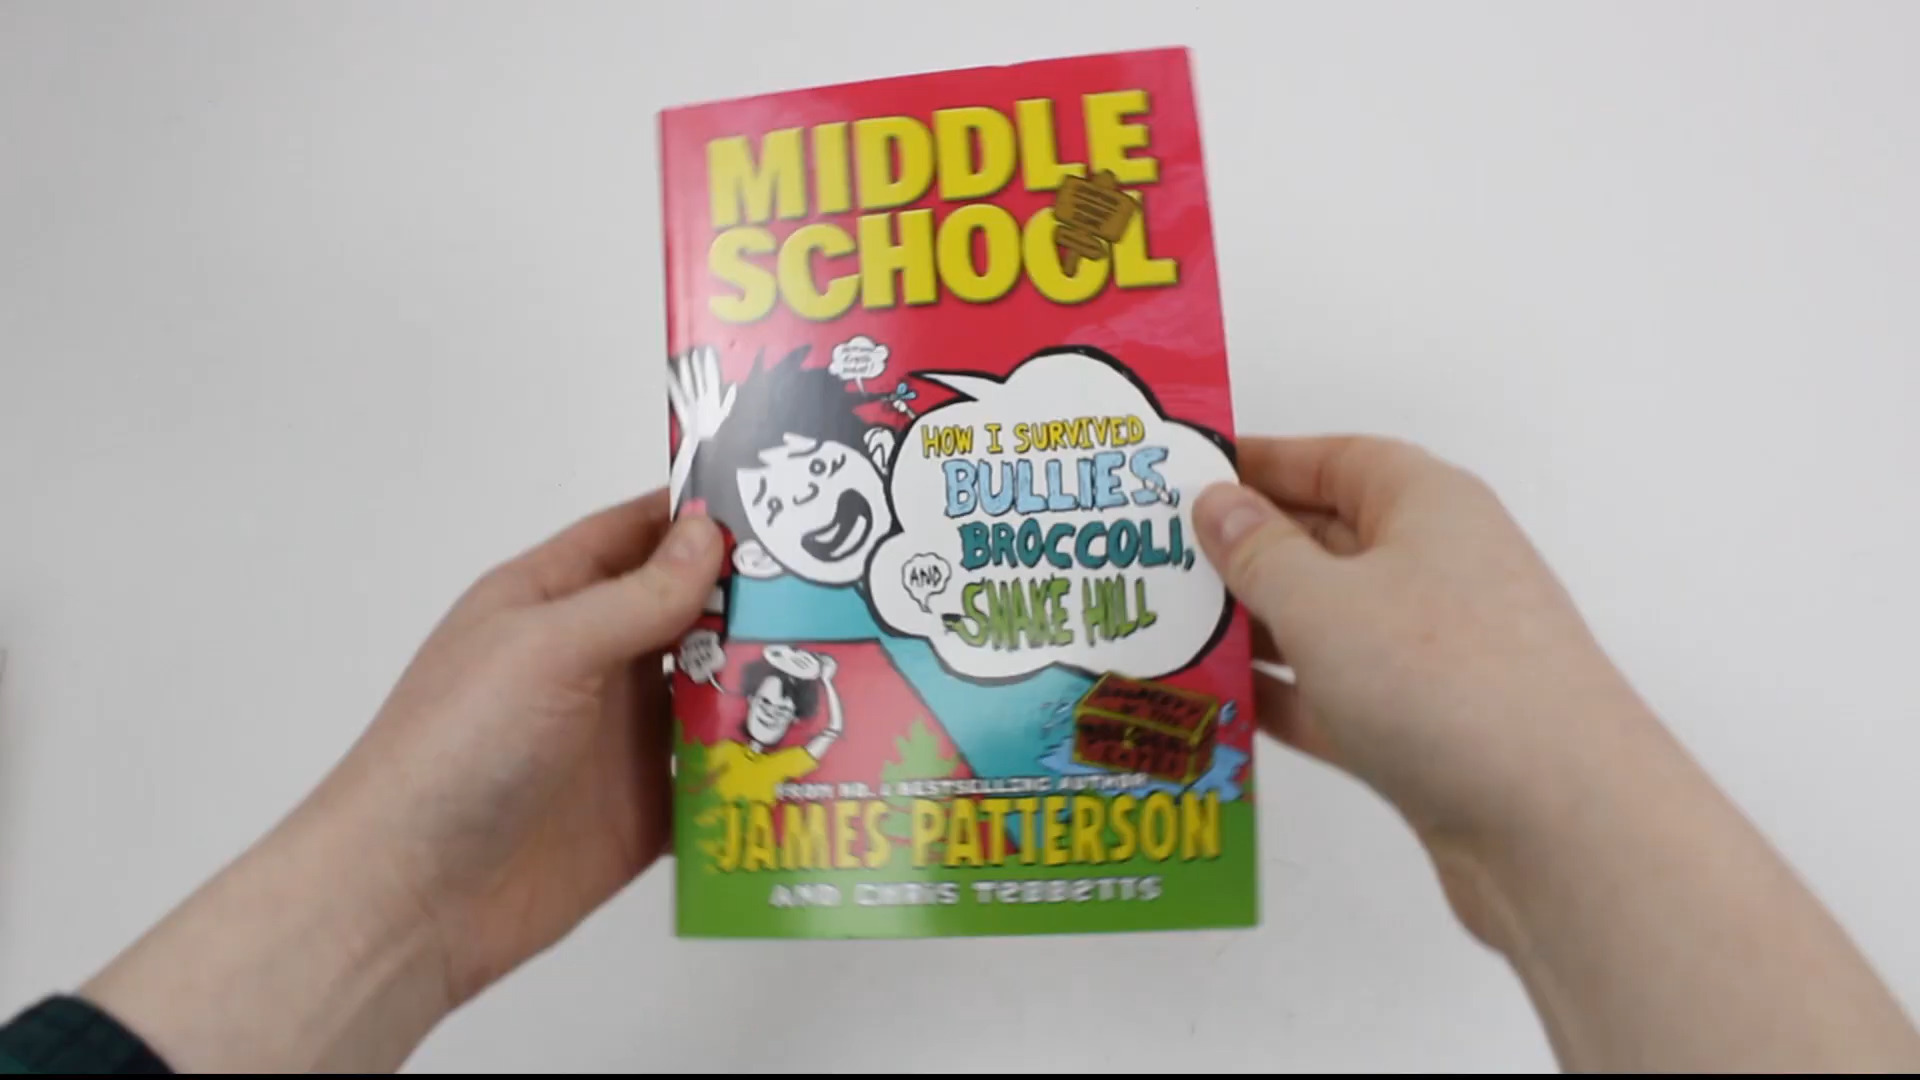 MIDDLE
SCHOOL
HOW I SURVIVED
BULLIES,
BROCCOLI,
AND
SNAKE HILL
FROM NO. 1 BESTSELLING AUTHOR
JAMES PATTERSON
AND CHRIS TEBBETTS